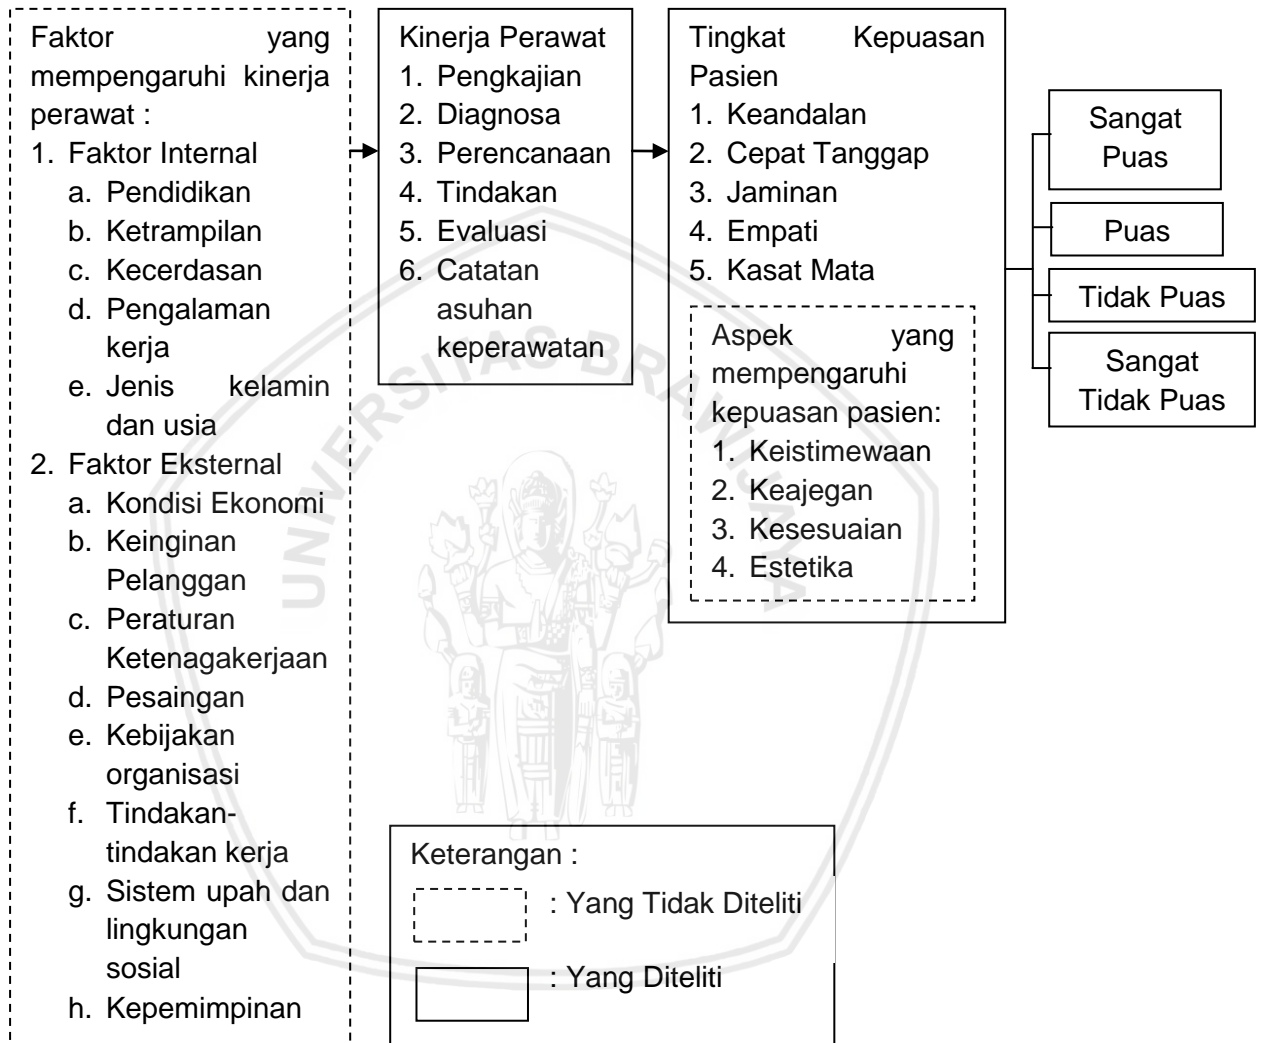 Faktor yang
mempengaruhi kinerja
perawat :
1. Faktor Internal
a. Pendidikan
b. Ketrampilan
c. Kecerdasan
d. Pengalaman
kerja
e. Jenis kelamin
dan usia
2. Faktor Eksternal
a. Kondisi Ekonomi
b. Keinginan
Pelanggan
c. Peraturan
Ketenagakerjaan
d. Pesaingan
e. Kebijakan
organisasi
f. Tindakan-
tindakan kerja
g. Sistem upah dan
lingkungan
sosial
h. Kepemimpinan
Kinerja Perawat
1. Pengkajian
2. Diagnosa
3. Perencanaan
4. Tindakan
5. Evaluasi
6. Catatan
asuhan
keperawatan
Tingkat Kepuasan
Pasien
1. Keandalan
2. Cepat Tanggap
3. Jaminan
4. Empati
5. Kasat Mata
Aspek yang
mempengaruhi
kepuasan pasien:
1. Keistimewaan
2. Keajegan
3. Kesesuaian
4. Estetika
Sangat
Puas
Puas
Tidak Puas
Sangat
Tidak Puas
Keterangan :
: Yang Tidak Diteliti
: Yang Diteliti
UNIVERSITAS BRAWIJAYA